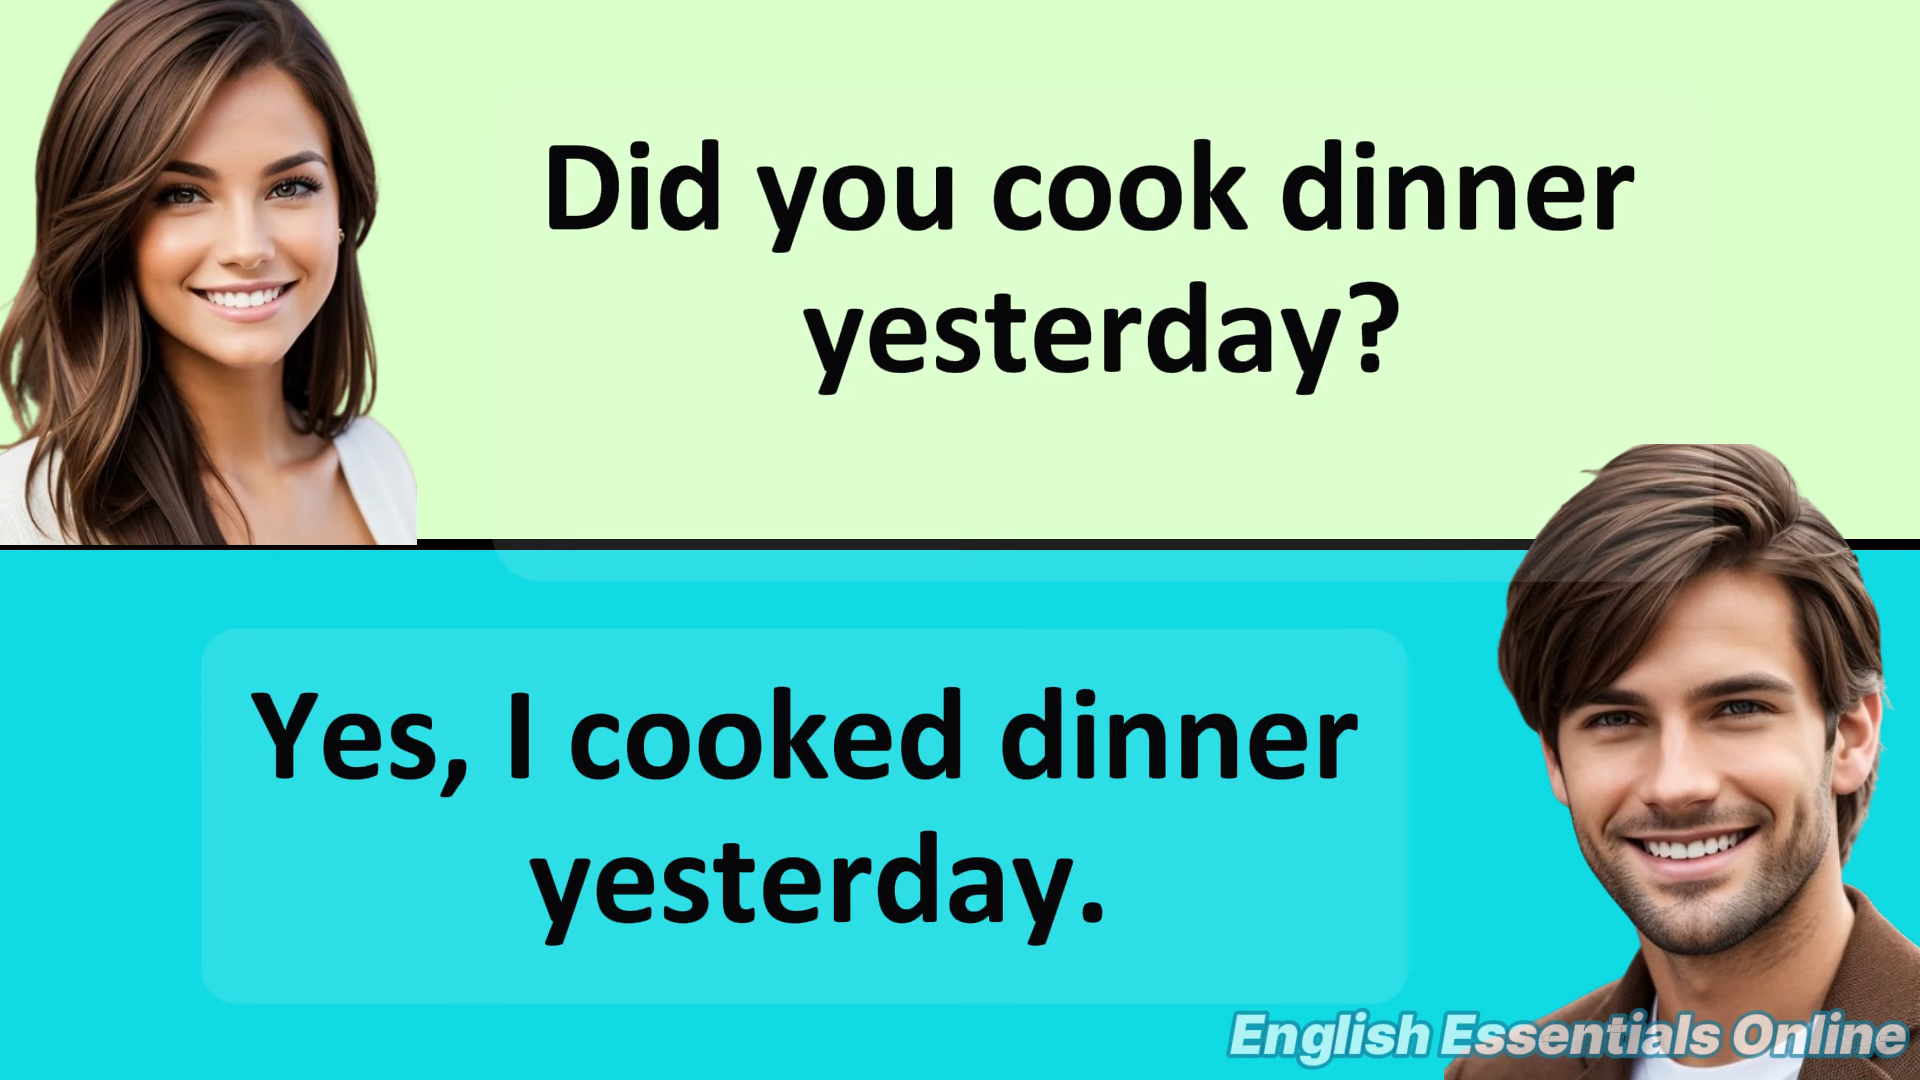 Did you cook dinner
yesterday?
Yes, I cooked dinner
yesterday.
English Essentials Online